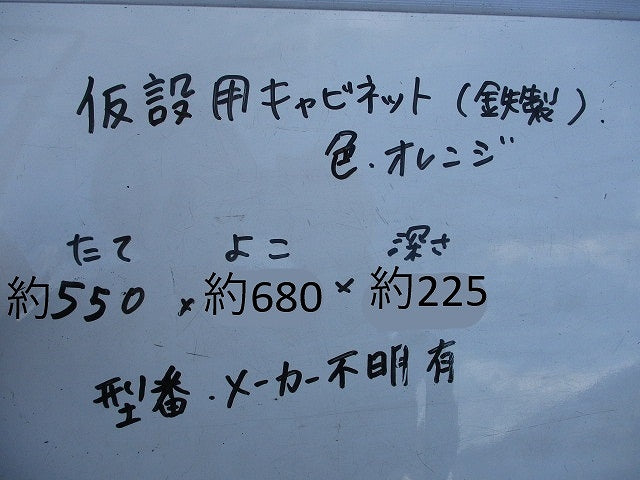 仮設用キャビネット(鉄製).
色.オレンジ
たて よこ 深さ
約550 × 約680 × 約225
型番.メーカー不明有